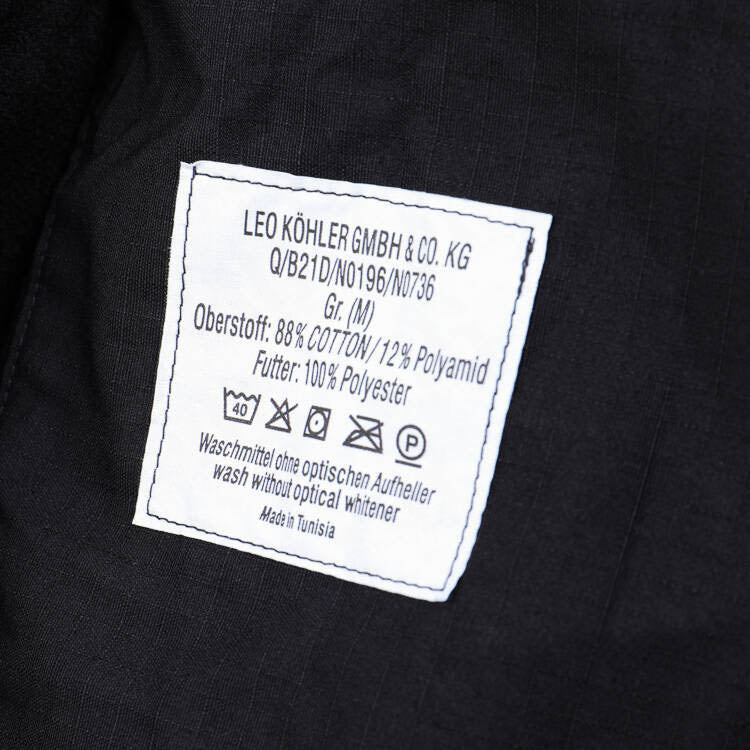 LEO KÖHLER GMBH & CO. KG
Q/B21D/N0196/N0736
Gr. (M)
Oberstoff: 88% COTTON/12% Polyamid
Futter: 100% Polyester
40 P
Waschmittel ohne optischen Aufheller
wash without optical whitener
Made in Tunisia